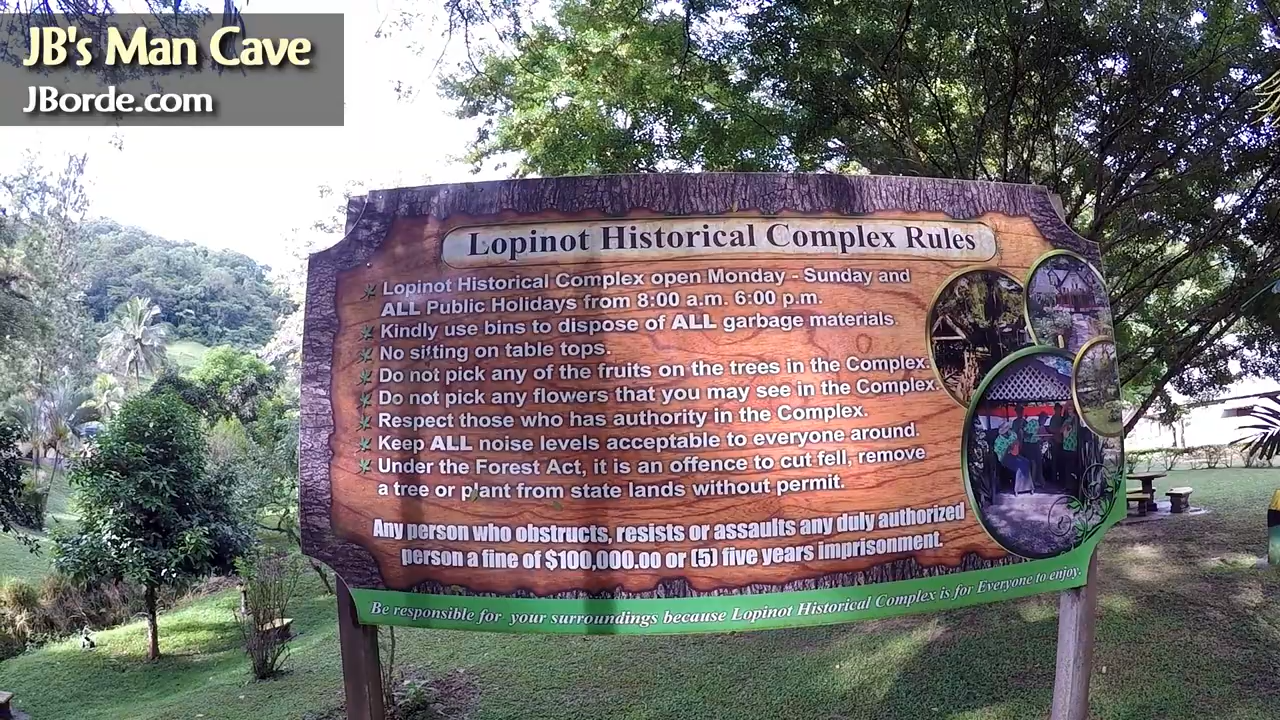 JB's Man Cave
JBorde.com
Lopinot Historical Complex Rules
Lopinot Historical Complex open Monday - Sunday and
ALL Public Holidays from 8:00 a.m. 6:00 p.m.
Kindly use bins to dispose of ALL garbage materials.
No sitting on table tops.
Do not pick any of the fruits on the trees in the Complex.
Do not pick any flowers that you may see in the Complex.
Respect those who has authority in the Complex.
Keep ALL noise levels acceptable to everyone around.
Under the Forest Act, it is an offence to cut fell, remove
a tree or plant from state lands without permit.
Any person who obstructs, resists or assaults any duly authorized
person a fine of $100,000.00 or (5) five years imprisonment.
Be responsible for your surroundings because Lopinot Historical Complex is for Everyone to enjoy.